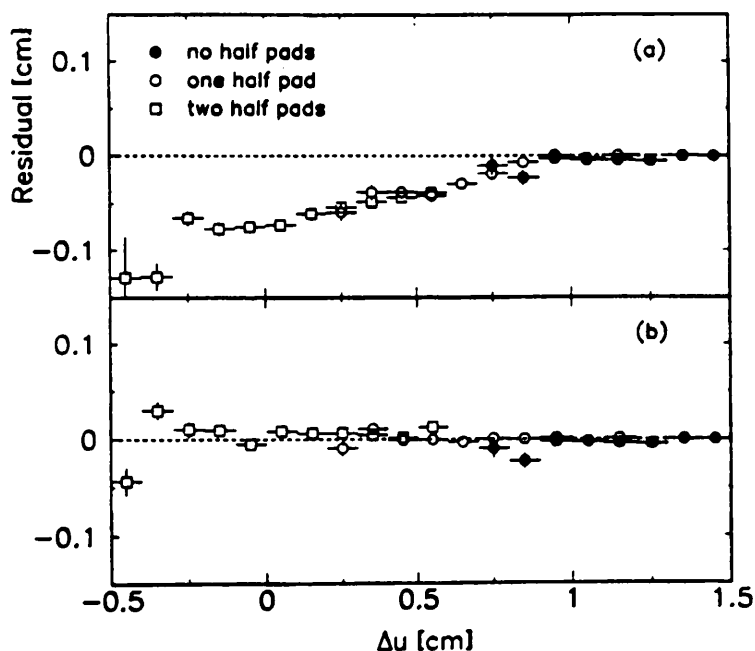 0.1
(a)
● no half pads
○ one half pad
□ two half pads
Residual [cm]
0
-0.1
(b)
0.1
0
-0.1
-0.5 0 0.5 1 1.5
Δu [cm]